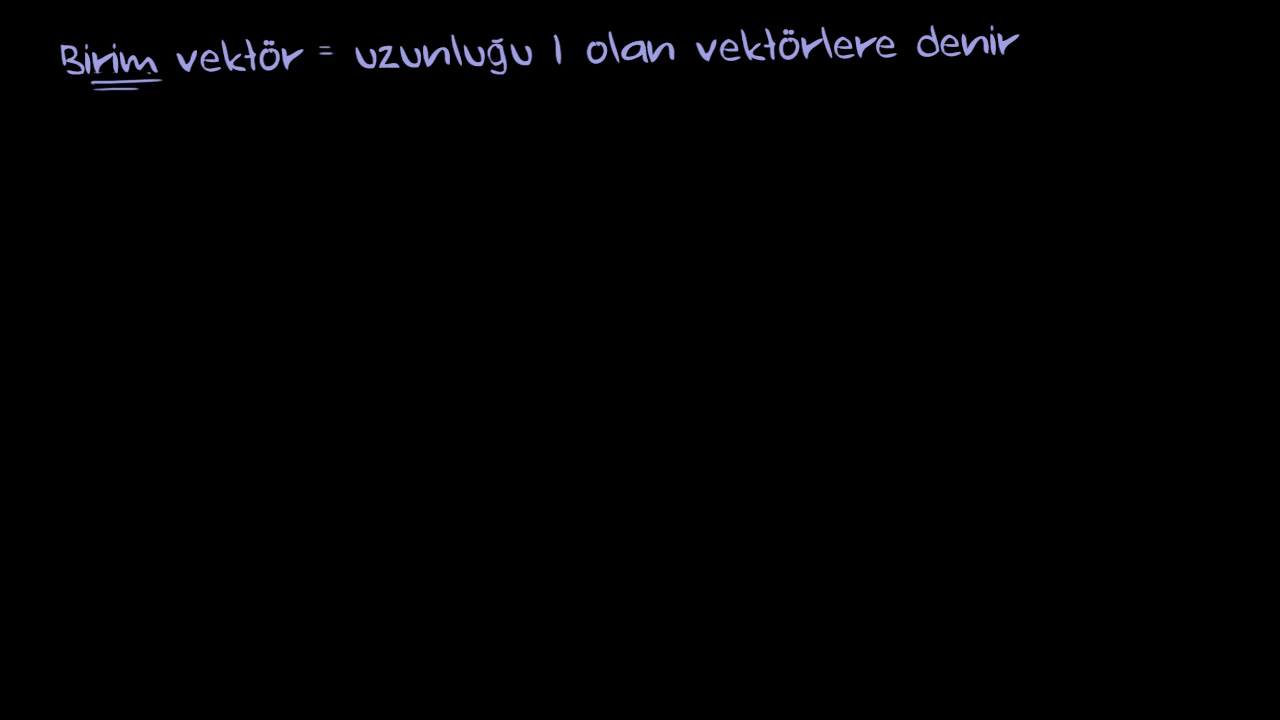 Birim vektör = uzunluğu 1 olan vektörlere denir